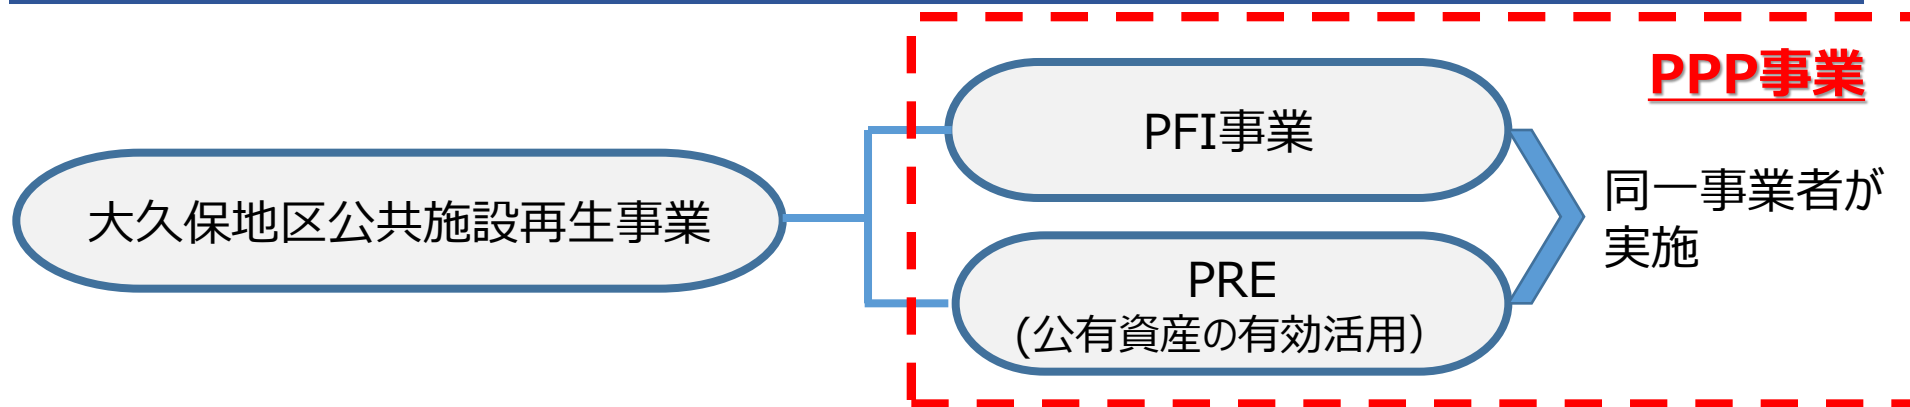 PPP事業
PFI事業
大久保地区公共施設再生事業
同一事業者が
実施
PRE
(公有資産の有効活用）